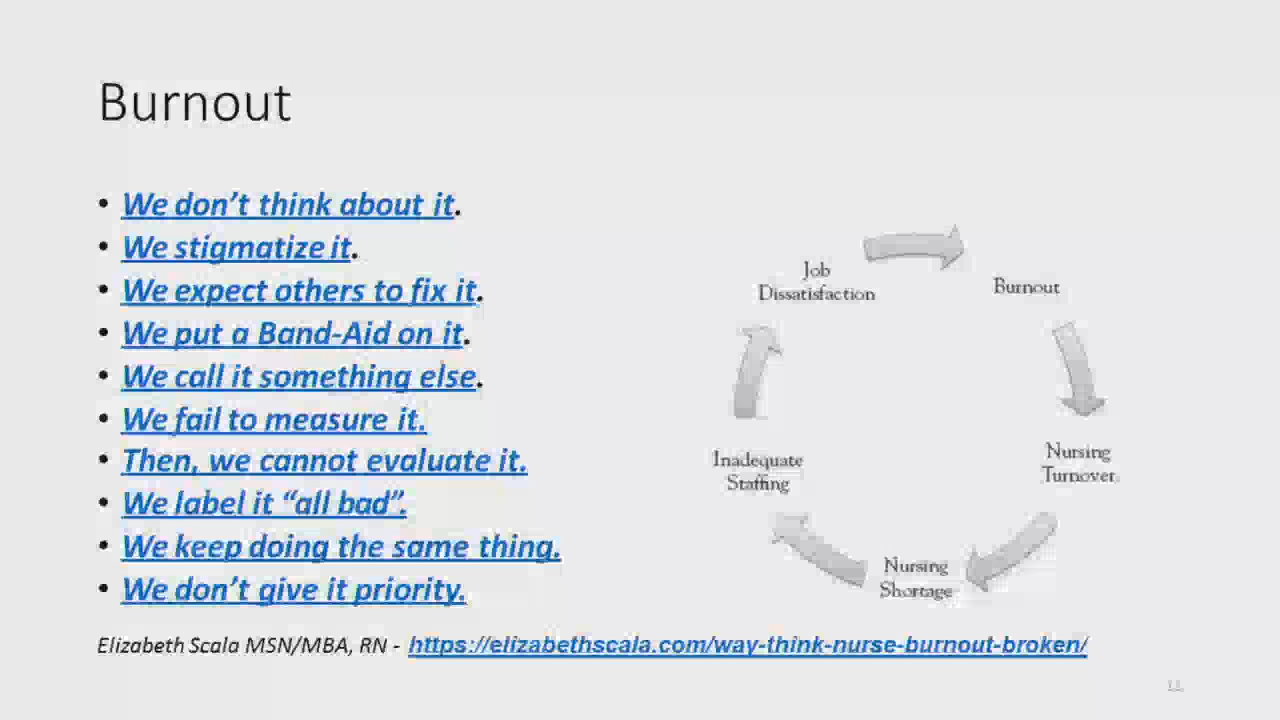 Burnout
• We don't think about it.
• We stigmatize it.
• We expect others to fix it.
• We put a Band-Aid on it.
• We call it something else.
• We fail to measure it.
• Then, we cannot evaluate it.
• We label it "all bad".
• We keep doing the same thing.
• We don't give it priority.
Job
Dissatisfaction
Burnout
Nursing
Turnover
Nursing
Shortage
Inadequate
Staffing
Elizabeth Scala MSN/MBA, RN - https://elizabethscala.com/way-think-nurse-burnout-broken/